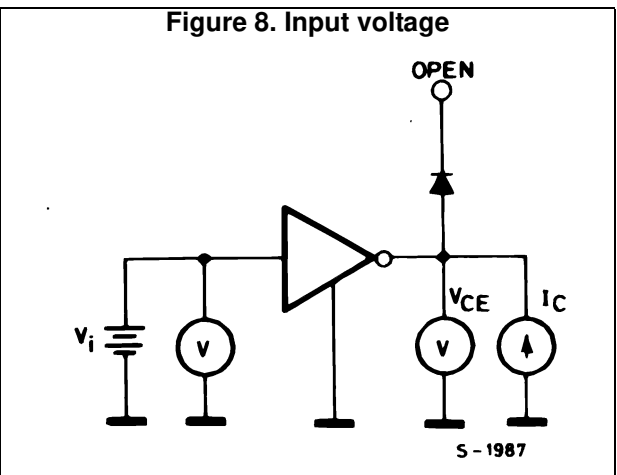 Figure 8. Input voltage
OPEN
VCE
IC
Vi
V
V
S-1987